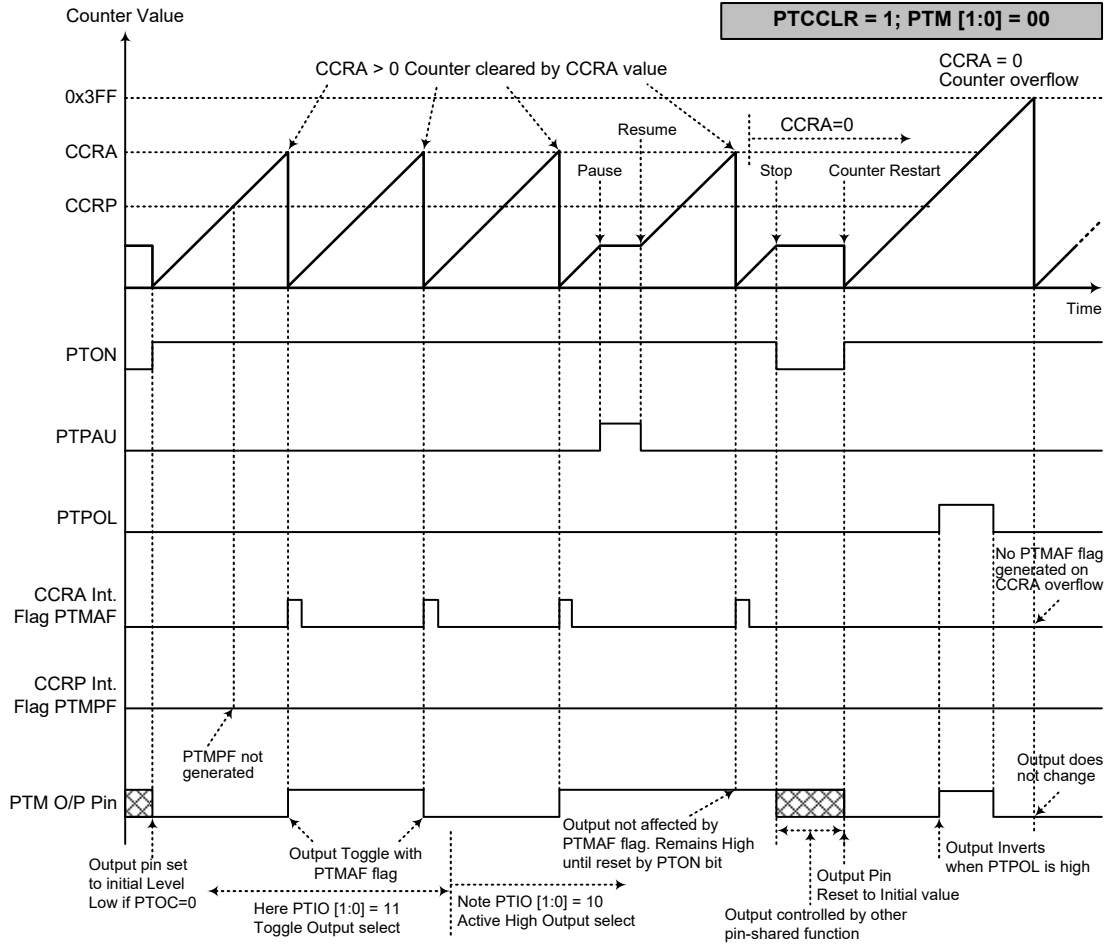 Counter Value
PTCCLR = 1; PTM [1:0] = 00
CCRA > 0 Counter cleared by CCRA value
CCRA = 0
Counter overflow
0x3FF
CCRA=0
Resume
CCRA
Pause
Stop
Counter Restart
CCRP
Time
PTON
PTPAU
PTPOL
No PTMAF flag
generated on
CCRA overflow
CCRA Int.
Flag PTMAF
CCRP Int.
Flag PTMPF
PTMPF not
generated
Output does
not change
PTM O/P Pin
Output pin set
to initial Level
Low if PTOC=0
Output Toggle with
PTMAF flag
Output not affected by
PTMAF flag. Remains High
until reset by PTON bit
Output Inverts
when PTPOL is high
Output Pin
Reset to Initial value
Here PTIO [1:0] = 11
Toggle Output select
Note PTIO [1:0] = 10
Active High Output select
Output controlled by other
pin-shared function